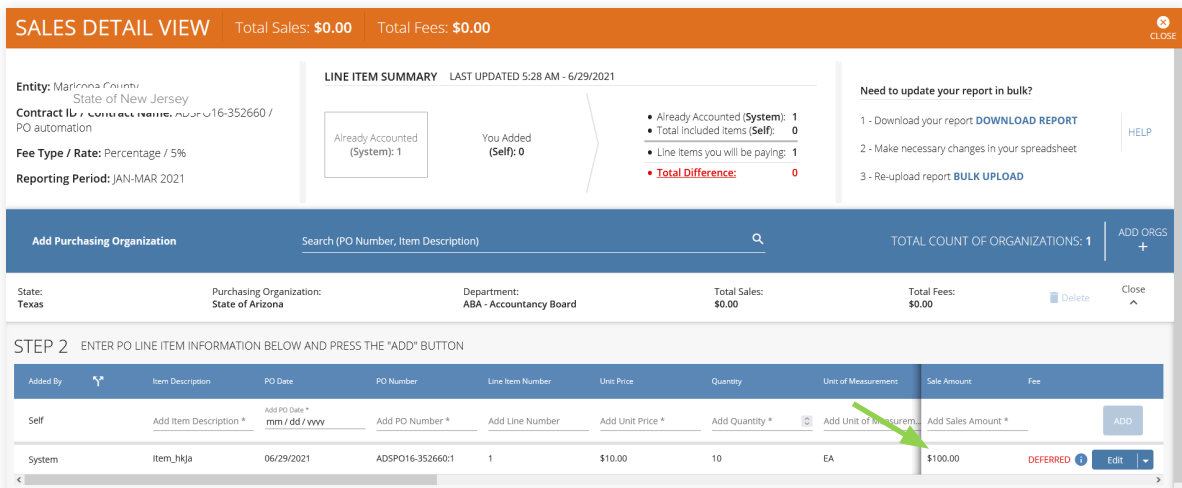 SALES DETAIL VIEW Total Sales: $0.00 Total Fees: $0.00
CLOSE
Entity: Maricopa County
State of New Jersey
Contract ID / Contract Name: ADSPO16-352660 /
PO automation
Fee Type / Rate: Percentage / 5%
Reporting Period: JAN-MAR 2021
LINE ITEM SUMMARY LAST UPDATED 5:28 AM - 6/29/2021
Already Accounted
(System): 1
You Added
(Self): 0
• Already Accounted (System): 1
• Total included Items (Self): 0
• Line Items you will be paying: 1
• Total Difference: 0
Need to update your report in bulk?
1 - Download your report DOWNLOAD REPORT
2 - Make necessary changes in your spreadsheet
3 - Re-upload report BULK UPLOAD
HELP
Add Purchasing Organization
Search (PO Number, Item Description)
TOTAL COUNT OF ORGANIZATIONS: 1
ADD ORGS
+
State: Purchasing Organization: Department: Total Sales: Total Fees: Close
Texas State of Arizona ABA - Accountancy Board $0.00 $0.00 Delete
STEP 2 ENTER PO LINE ITEM INFORMATION BELOW AND PRESS THE "ADD" BUTTON
Added By Item Description PO Date PO Number Line Item Number Unit Price Quantity Unit of Measurement Sale Amount Fee
Add PO Date *
Self Add Item Description * mm / dd / yyyy Add PO Number * Add Line Number Add Unit Price * Add Quantity * Add Unit of Measurem... Add Sales Amount * ADD
System Item_hkJa 06/29/2021 ADSPO16-352660:1 1 $10.00 10 EA $100.00 DEFERRED i Edit